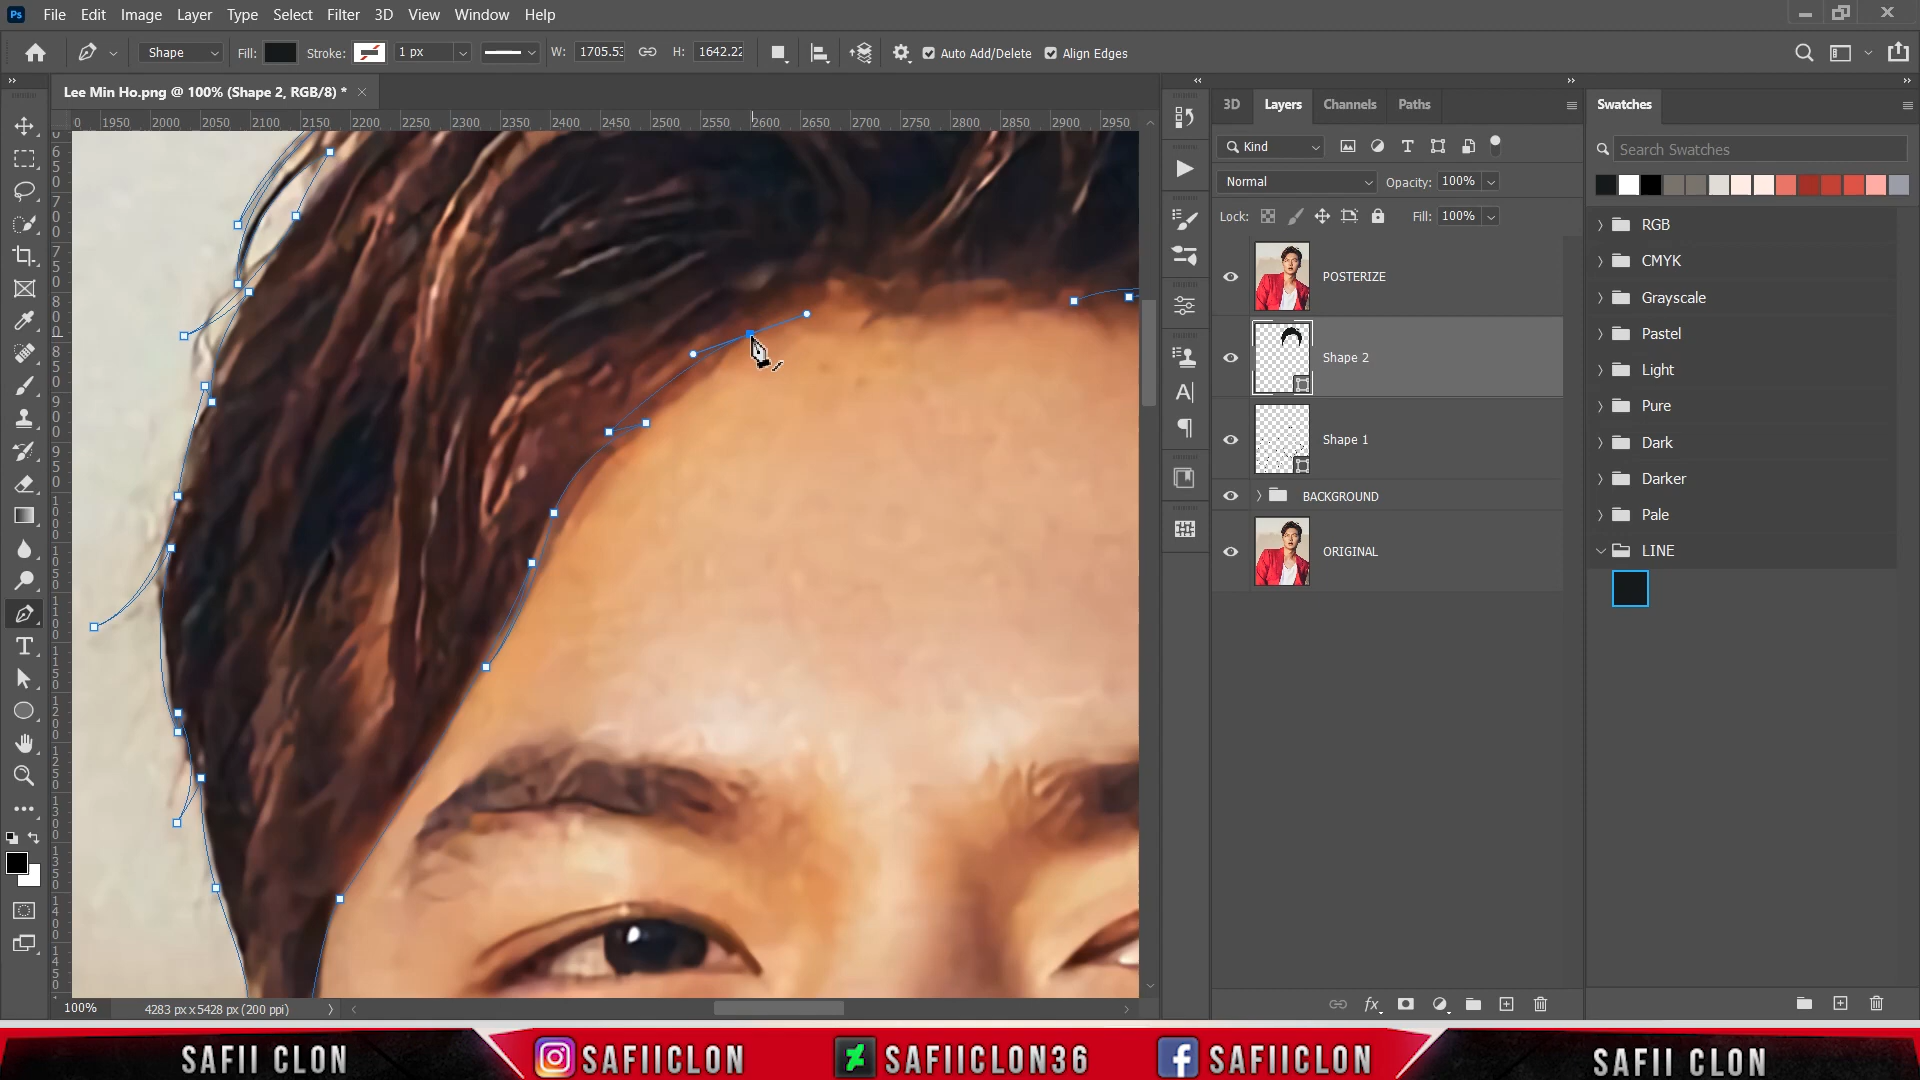 Ps File Edit Image Layer Type Select Filter 3D View Window Help
Shape Fill: Stroke: 1 px W: 1705.53 H: 1642.22 Auto Add/Delete Align Edges
Lee Min Ho.png @ 100% (Shape 2, RGB/8) *
0 1950 2000 2050 2100 2150 2200 2250 2300 2350 2400 2450 2500 2550 2600 2650 2700 2750 2800 2850 2900 2950
3D Layers Channels Paths
Kind
Normal Opacity: 100%
Lock: Fill: 100%
POSTERIZE
Shape 2
Shape 1
BACKGROUND
ORIGINAL
Swatches
Search Swatches
RGB
CMYK
Grayscale
Pastel
Light
Pure
Dark
Darker
Pale
LINE
100% 4283 px x 5428 px (200 ppi)
SAFII CLON SAFIICLON SAFIICLON36 SAFIICLON SAFII CLON